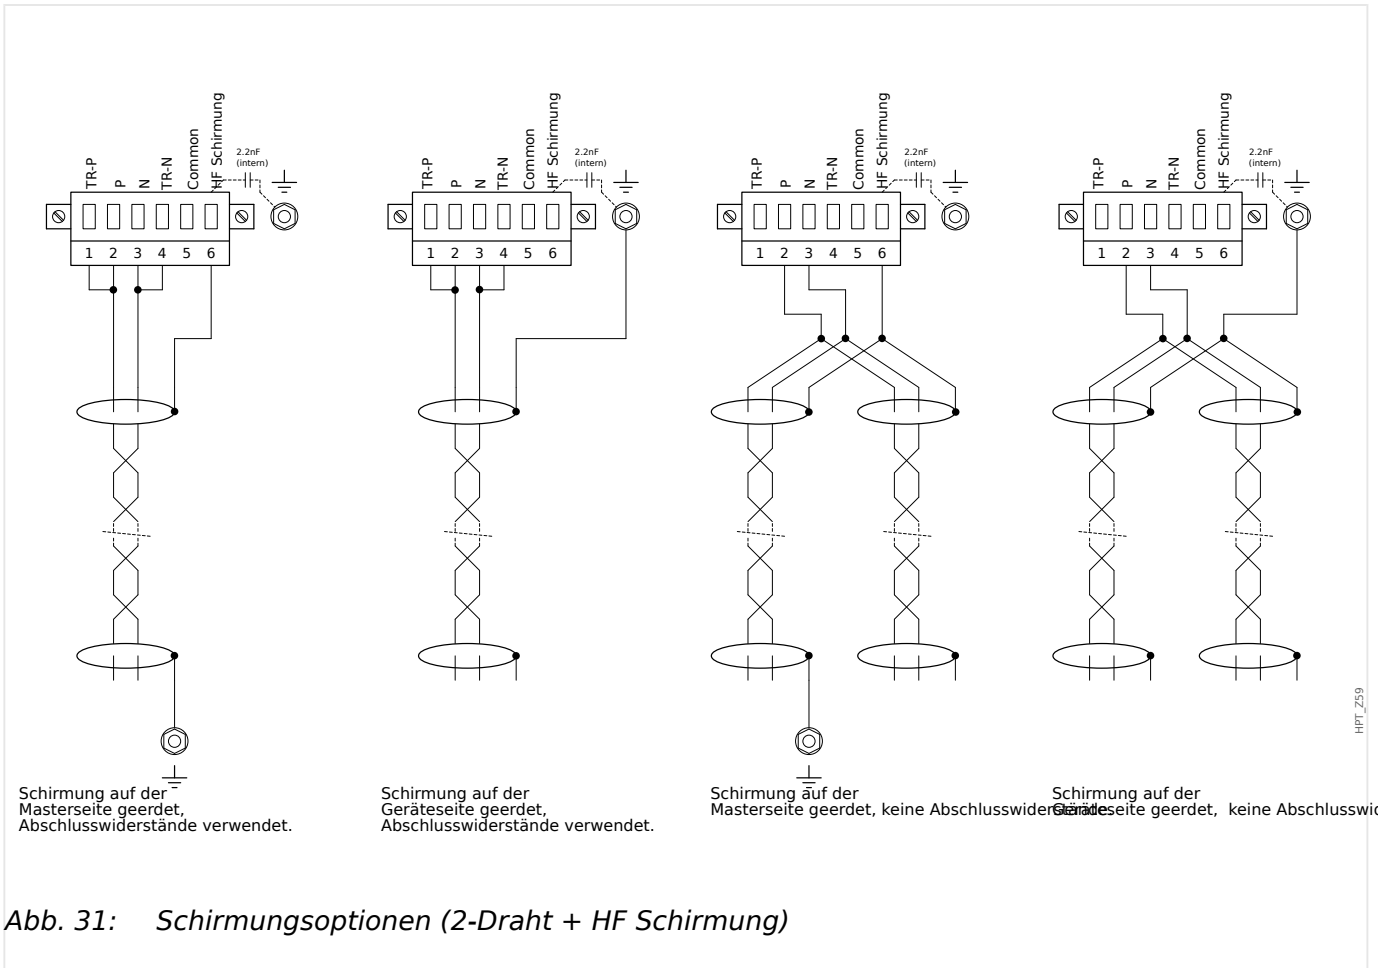 TR-P
P
N
TR-N
Common
HF Schirmung
2.2nF
(intern)
1 2 3 4 5 6
TR-P
P
N
TR-N
Common
HF Schirmung
2.2nF
(intern)
1 2 3 4 5 6
TR-P
P
N
TR-N
Common
HF Schirmung
2.2nF
(intern)
1 2 3 4 5 6
TR-P
P
N
TR-N
Common
HF Schirmung
2.2nF
(intern)
1 2 3 4 5 6
HPT_Z59
Schirmung auf der
Masterseite geerdet,
Abschlusswiderstände verwendet.
Schirmung auf der
Geräteseite geerdet,
Abschlusswiderstände verwendet.
Schirmung auf der
Masterseite geerdet, keine Abschlusswiderstände.
Schirmung auf der
Geräteseite geerdet, keine
Abb. 31: Schirmungsoptionen (2-Draht + HF Schirmung)